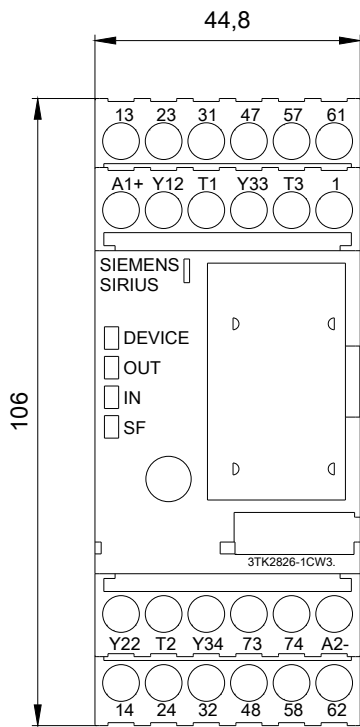 44,8
13 23 31 47 57 61
A1+ Y12 T1 Y33 T3 1
SIEMENS
SIRIUS
DEVICE
OUT
IN
SF
106
3TK2826-1CW3.
Y22 T2 Y34 73 74 A2-
14 24 32 48 58 62